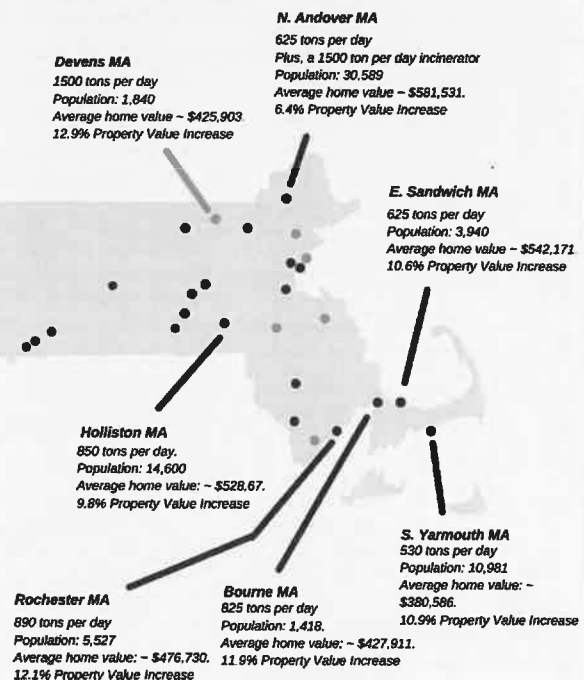 N. Andover MA
625 tons per day
Plus, a 1500 ton per day incinerator
Population: 30,589
Average home value ~ $581,531.
6.4% Property Value Increase
Devens MA
1500 tons per day
Population: 1,840
Average home value ~ $425,903
12.9% Property Value Increase
E. Sandwich MA
625 tons per day
Population: 3,940
Average home value ~ $542,171
10.6% Property Value Increase
Holliston MA
850 tons per day.
Population: 14,600
Average home value: ~ $528,67.
9.8% Property Value Increase
S. Yarmouth MA
530 tons per day
Population: 10,981
Average home value: ~
$380,586.
10.9% Property Value Increase
Rochester MA
890 tons per day
Population: 5,527
Average home value: ~ $476,730.
12.1% Property Value Increase
Bourne MA
825 tons per day
Population: 1,418.
Average home value: ~ $427,911.
11.9% Property Value Increase